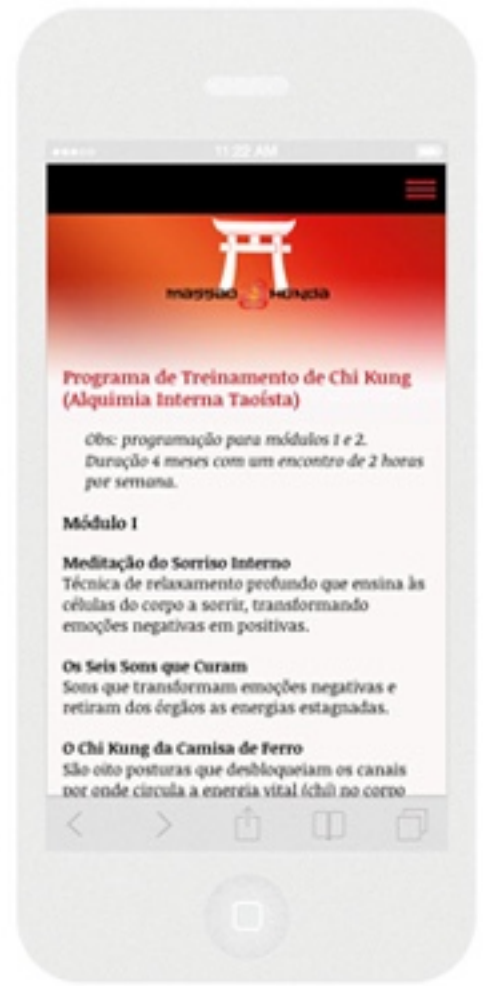 11:22 AM
massao Hunda
Programa de Treinamento de Chi Kung
(Alquimia Interna Taoísta)
Obs: programação para módulos 1 e 2.
Duração 4 meses com um encontro de 2 horas
por semana.
Módulo I
Meditação do Sorriso Interno
Técnica de relaxamento profundo que ensina às
células do corpo a sorrir, transformando
emoções negativas em positivas.
Os Seis Sons que Curam
Sons que transformam emoções negativas e
retiram dos órgãos as energias estagnadas.
O Chi Kung da Camisa de Ferro
São oito posturas que desbloqueiam os canais
por onde circula a energia vital (chi) no corpo